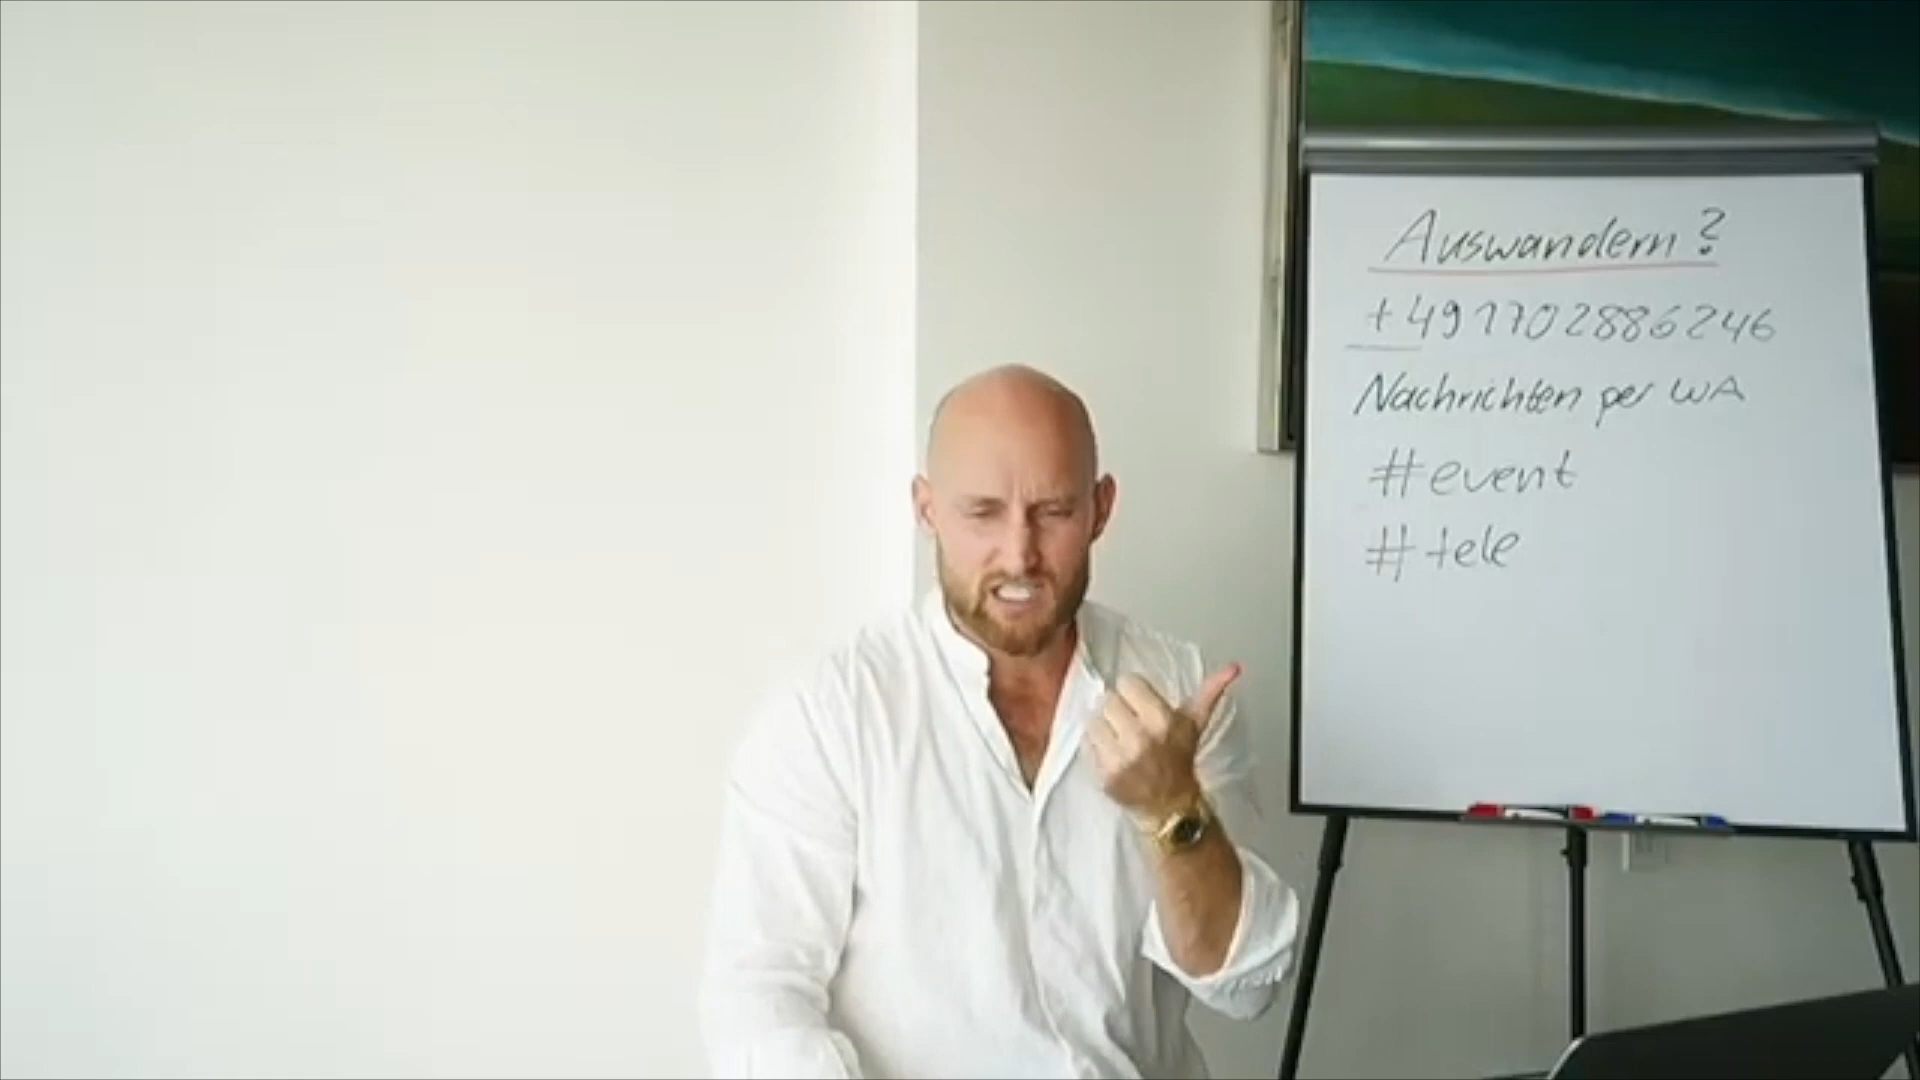 Auswandern?
+491702886246
Nachrichten per WA
#event
#tele